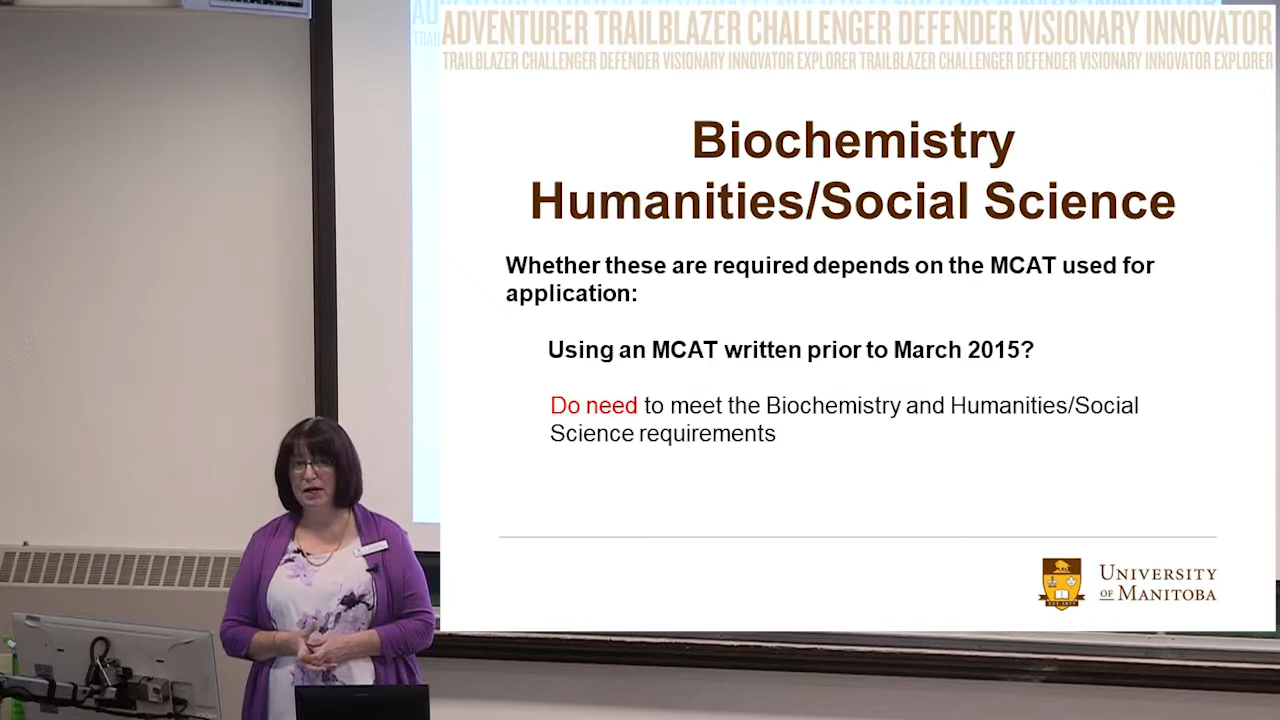 ADVENTURER TRAILBLAZER CHALLENGER DEFENDER VISIONARY INNOVATOR
TRAILBLAZER CHALLENGER DEFENDER VISIONARY INNOVATOR EXPLORER TRAILBLAZER CHALLENGER DEFENDER VISIONARY INNOVATOR EXPLORER
Biochemistry
Humanities/Social Science
Whether these are required depends on the MCAT used for
application:
Using an MCAT written prior to March 2015?
Do need to meet the Biochemistry and Humanities/Social
Science requirements
UNIVERSITY
OF MANITOBA